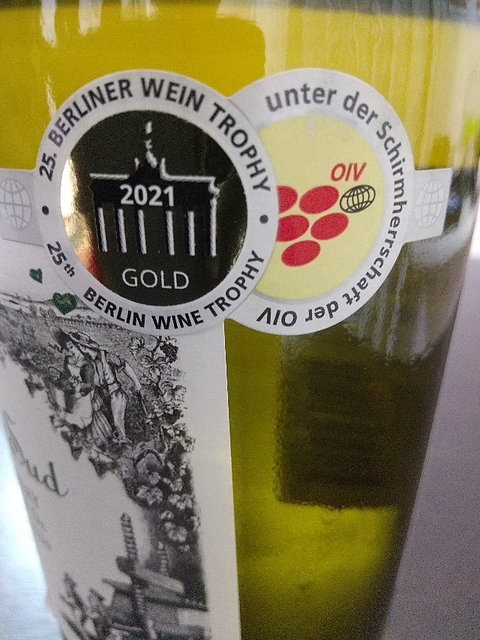 25. BERLINER WEIN TROPHY
2021
GOLD
25th BERLIN WINE TROPHY
unter der Schirmherrschaft der OIV
OIV